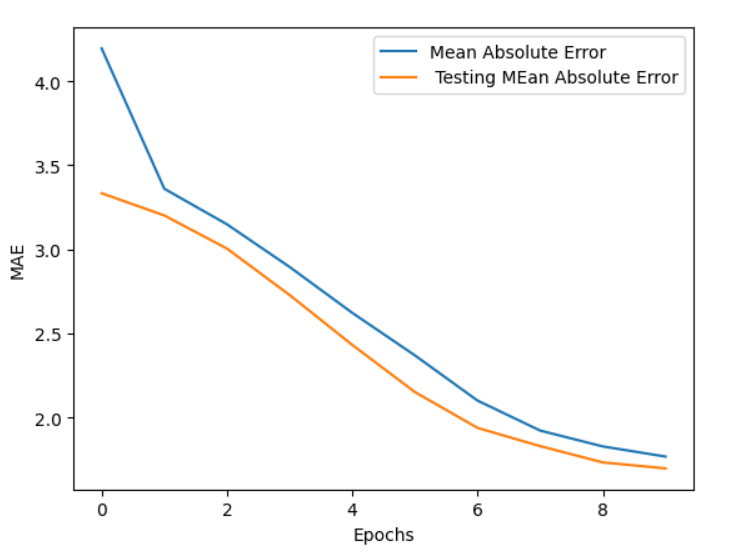 Mean Absolute Error
Testing MEan Absolute Error
4.0
3.5
3.0
2.5
2.0
MAE
0 2 4 6 8
Epochs